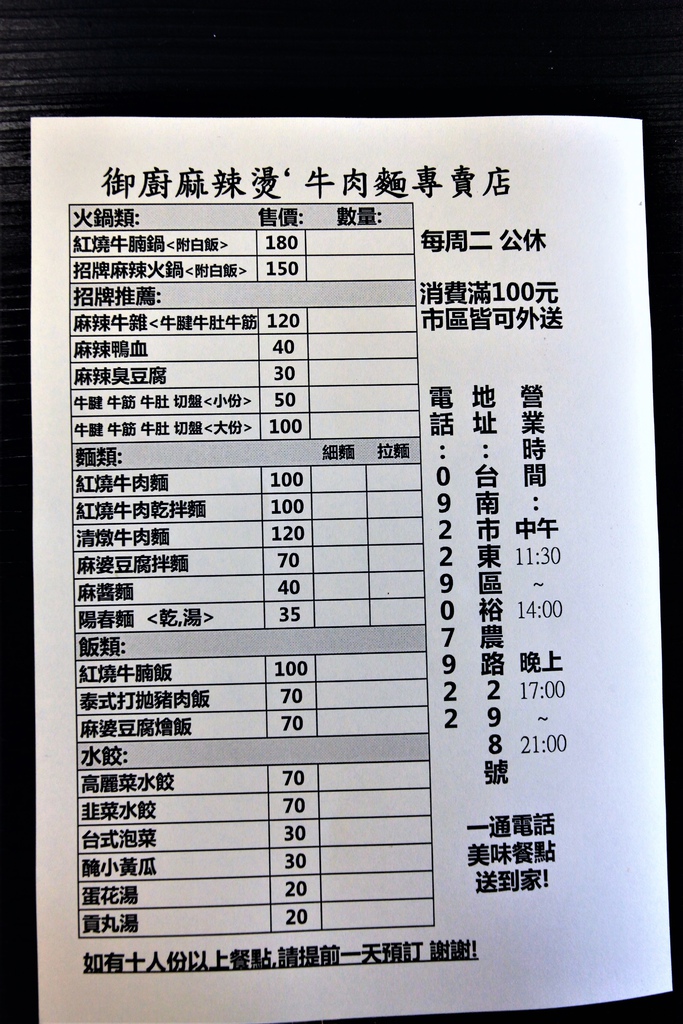 御廚麻辣燙‘牛肉麵專賣店
火鍋類: 售價: 數量:
紅燒牛腩鍋<附白飯> 180
招牌麻辣火鍋<附白飯> 150
招牌推薦:
麻辣牛雜<牛腱牛肚牛筋 120
麻辣鴨血 40
麻辣臭豆腐 30
牛腱 牛筋 牛肚 切盤<小份> 50
牛腱 牛筋 牛肚 切盤<大份> 100
麵類: 細麵 拉麵
紅燒牛肉麵 100
紅燒牛肉乾拌麵 100
清燉牛肉麵 120
麻婆豆腐拌麵 70
麻醬麵 40
陽春麵 <乾,湯> 35
飯類:
紅燒牛腩飯 100
泰式打拋豬肉飯 70
麻婆豆腐燴飯 70
水餃:
高麗菜水餃 70
韭菜水餃 70
台式泡菜 30
醃小黃瓜 30
蛋花湯 20
貢丸湯 20
如有十人份以上餐點,請提前一天預訂 謝謝!
每周二 公休
消費滿100元
市區皆可外送
營業時間:
中午
11:30
~
14:00
晚上
17:00
~
21:00
地址:台南市東區裕農路298號
電話:0922907922
一通電話
美味餐點
送到家!